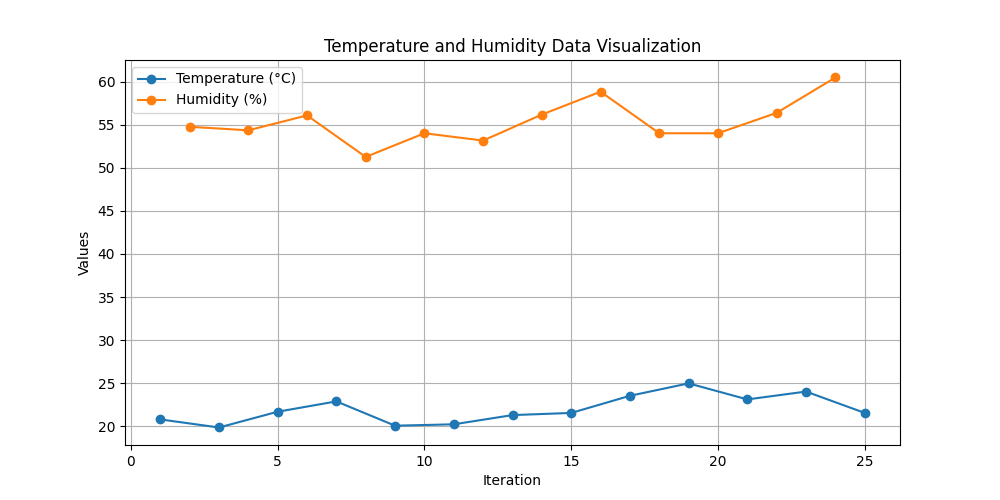 Temperature and Humidity Data Visualization
Temperature (°C)
Humidity (%)
Values
60
55
50
45
40
35
30
25
20
0 5 10 15 20 25
Iteration